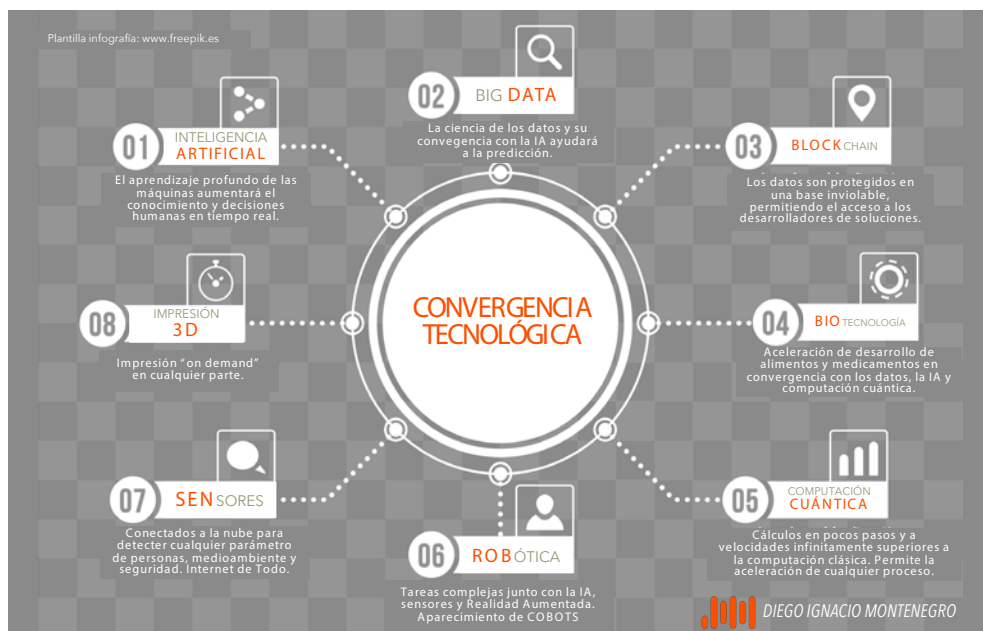 Plantilla infografía: www.freepik.es
01
INTELIGENCIA
ARTIFICIAL
El aprendizaje profundo de las
máquinas aumentará el
conocimiento y decisiones
humanas en tiempo real.
02
BIG DATA
La ciencia de los datos y su
convegencia con la IA ayudará
a la predicción.
03
BLOCKCHAIN
Los datos son protegidos en
una base inviolable,
permitiendo el acceso a los
desarrolladores de soluciones.
08
IMPRESIÓN
3D
Impresión "on demand"
en cualquier parte.
CONVERGENCIA
TECNOLÓGICA
04
BIOTECNOLOGÍA
Aceleración de desarrollo de
alimentos y medicamentos en
convergencia con los datos, la IA y
computación cuántica.
07
SENSORES
Conectados a la nube para
detecter cualquier parámetro
de personas, medioambiente y
seguridad. Internet de Todo.
06
ROBÓTICA
Tareas complejas junto con la IA,
sensores y Realidad Aumentada.
Aparecimiento de COBOTS
05
COMPUTACIÓN
CUÁNTICA
Cálculos en pocos pasos y a
velocidades infinitamente superiores a
la computación clásica. Permite la
aceleración de cualquier proceso.
DIEGO IGNACIO MONTENEGRO